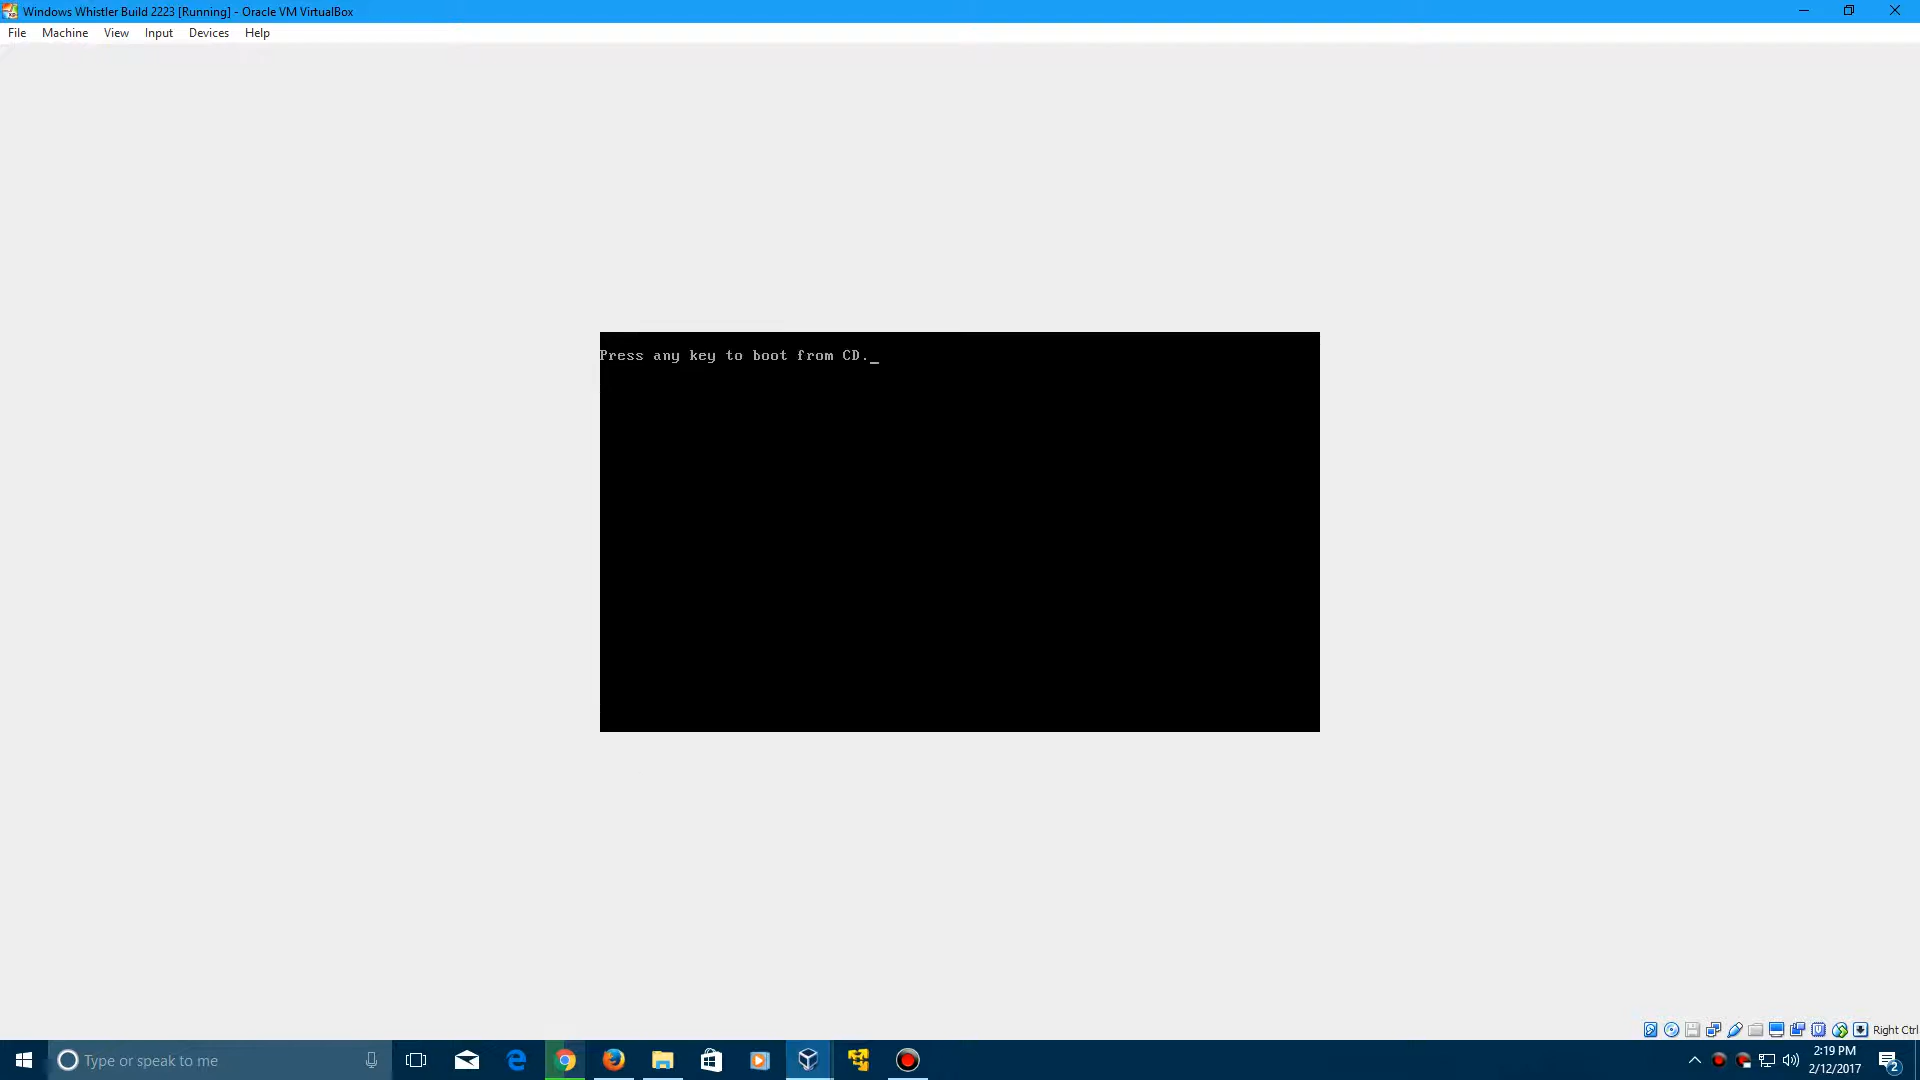 Windows Whistler Build 2223 [Running] - Oracle VM VirtualBox
File Machine View Input Devices Help
Press any key to boot from CD._
Right Ctrl
Type or speak to me
2:19 PM
2/12/2017
2